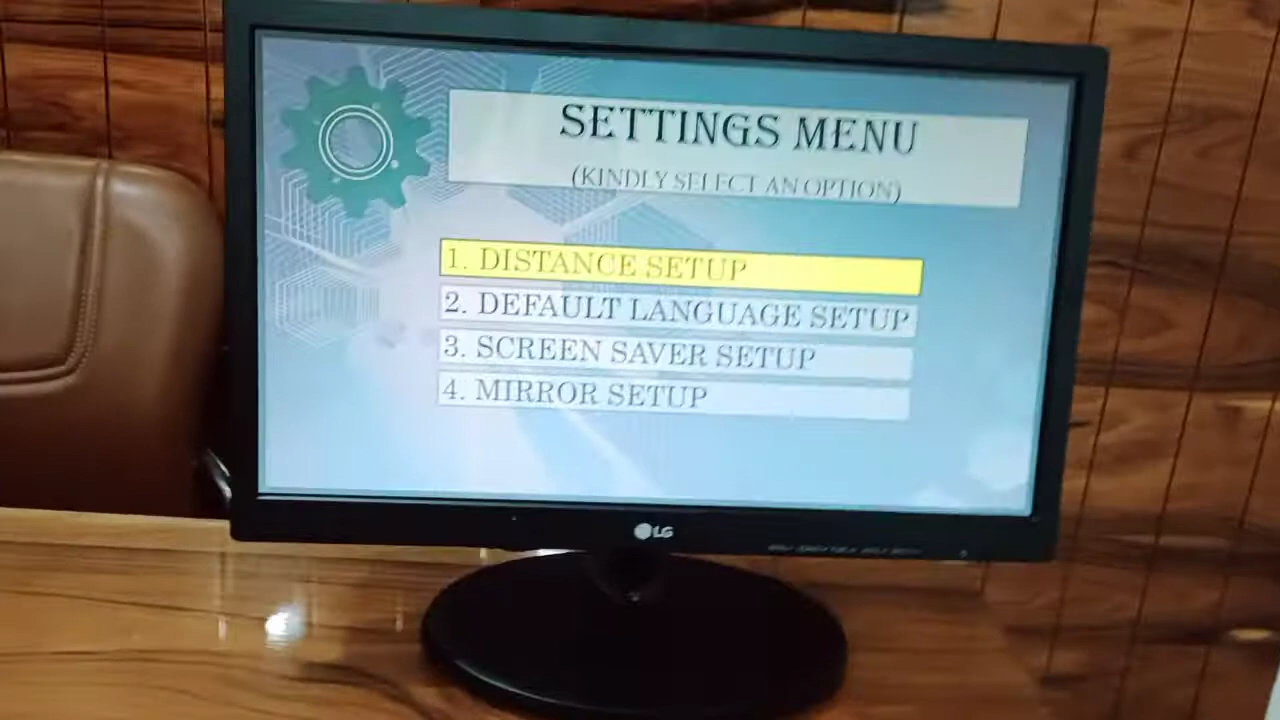 SETTINGS MENU
(KINDLY SELECT AN OPTION)
1. DISTANCE SETUP
2. DEFAULT LANGUAGE SETUP
3. SCREEN SAVER SETUP
4. MIRROR SETUP
LG